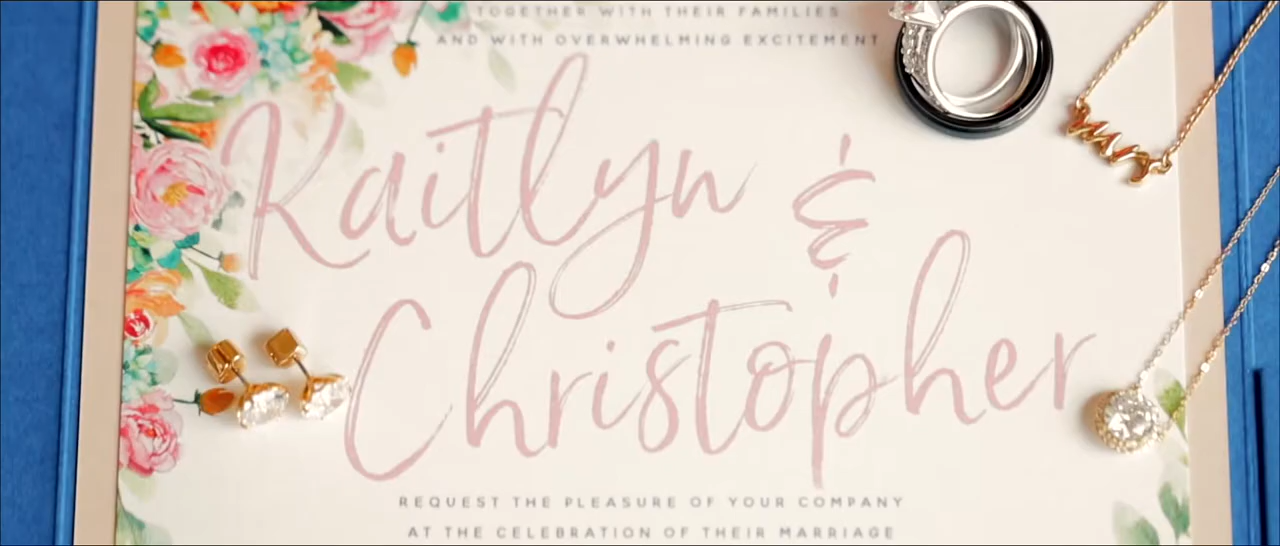 TOGETHER WITH THEIR FAMILIES
AND WITH OVERWHELMING EXCITEMENT
Kaitlyn &
Christopher
REQUEST THE PLEASURE OF YOUR COMPANY
AT THE CELEBRATION OF THEIR MARRIAGE
mrs